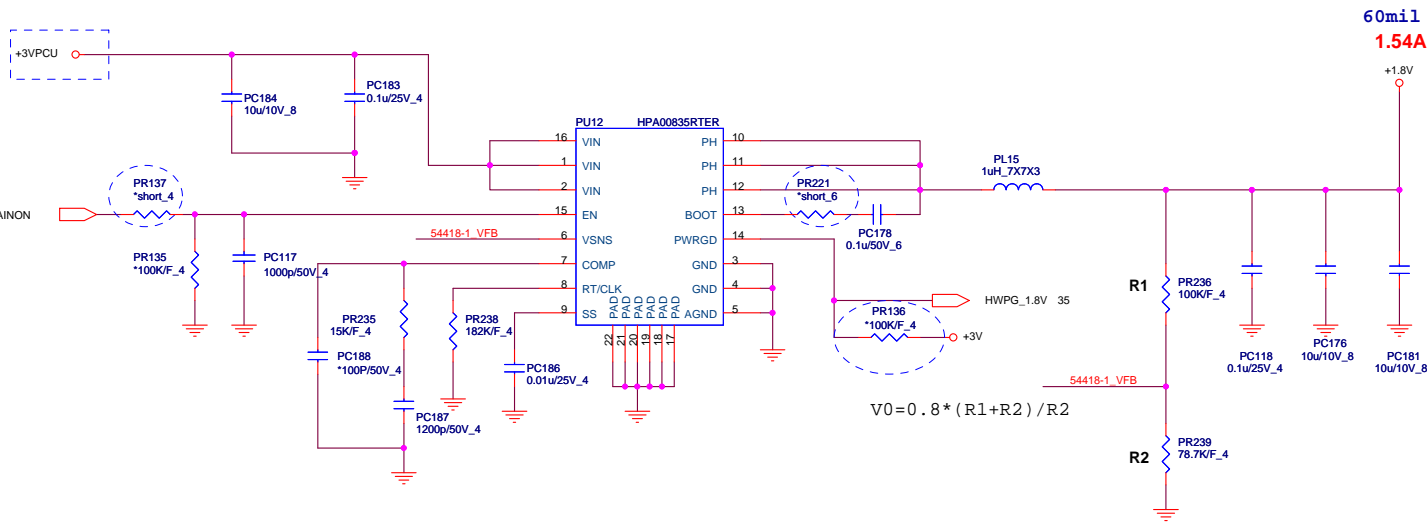 60mil
1.54A
+3VPCU
+1.8V
PC184
10u/10V_8
PC183
0.1u/25V_4
PU12
HPA00835RTER
16
VIN
1
VIN
2
VIN
15
EN
6
VSNS
7
COMP
8
RT/CLK
9
SS
PH
10
PH
11
PH
12
BOOT
13
PWRGD
14
GND
3
GND
4
AGND
5
PAD
PAD
PAD
PAD
PAD
PAD
22
21
20
19
18
17
AINON
PR137
*short_4
PR135
*100K/F_4
PC117
1000p/50V_4
54418-1_VFB
PR235
15K/F_4
PC188
*100P/50V_4
PC187
1200p/50V_4
PR238
182K/F_4
PC186
0.01u/25V_4
PR221
*short_6
PC178
0.1u/50V_6
PL15
1uH_7X7X3
HWPG_1.8V 35
PR136
*100K/F_4
+3V
R1
PR236
100K/F_4
PC118
0.1u/25V_4
PC176
10u/10V_8
PC181
10u/10V_8
54418-1_VFB
V0=0.8*(R1+R2)/R2
R2
PR239
78.7K/F_4